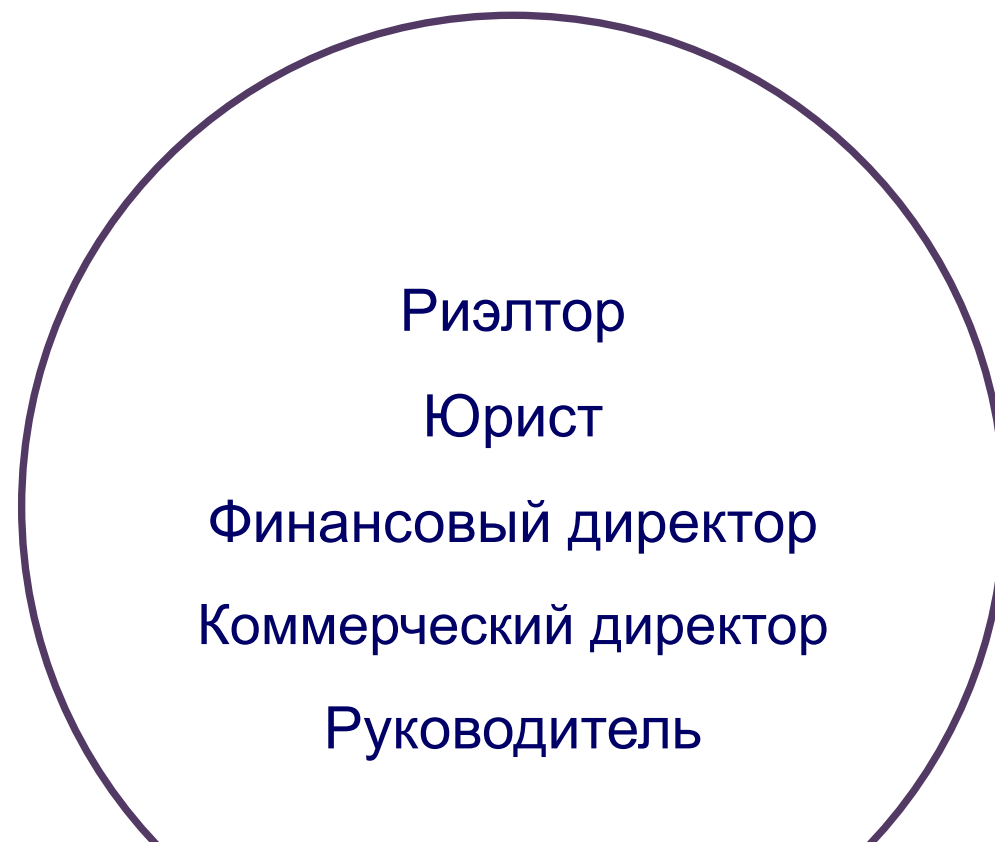 Риэлтор
Юрист
Финансовый директор
Коммерческий директор
Руководитель